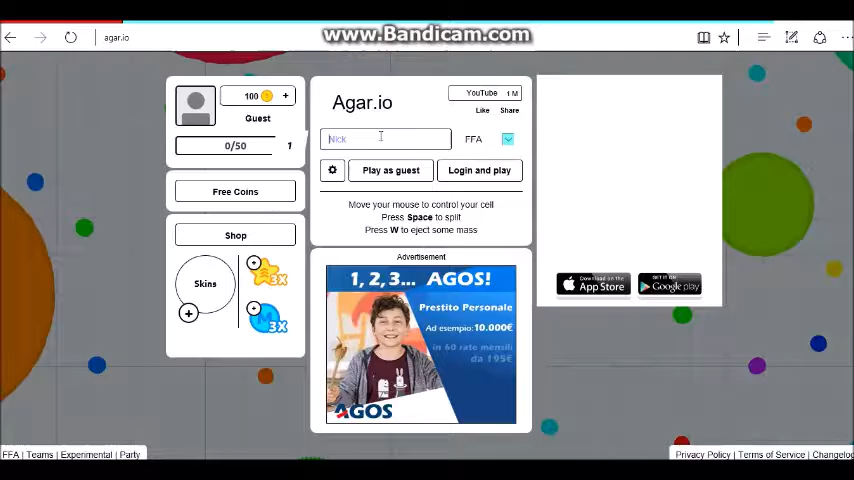 www.Bandicam.com
agar.io
100
+
Guest
0/50
1
Free Coins
Shop
Skins
+
+
3X
+
3X
Agar.io
YouTube 1 M
Like Share
Nick
FFA
Play as guest
Login and play
Move your mouse to control your cell
Press Space to split
Press W to eject some mass
Advertisement
1, 2, 3... AGOS!
Prestito Personale
Ad esempio: 10.000€
in 60 rate mensili
da 195€
AGOS
Download on the
App Store
GET IT ON
Google play
FFA | Teams | Experimental | Party
Privacy Policy | Terms of Service | Changelog